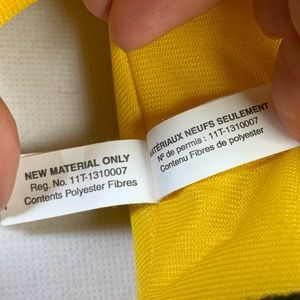 NEW MATERIAL ONLY
Reg. No. 11T-1310007
Contents Polyester Fibres
MATÉRIAUX NEUFS SEULEMENT
Nº de permis : 11T-1310007
Contenu Fibres de polyester